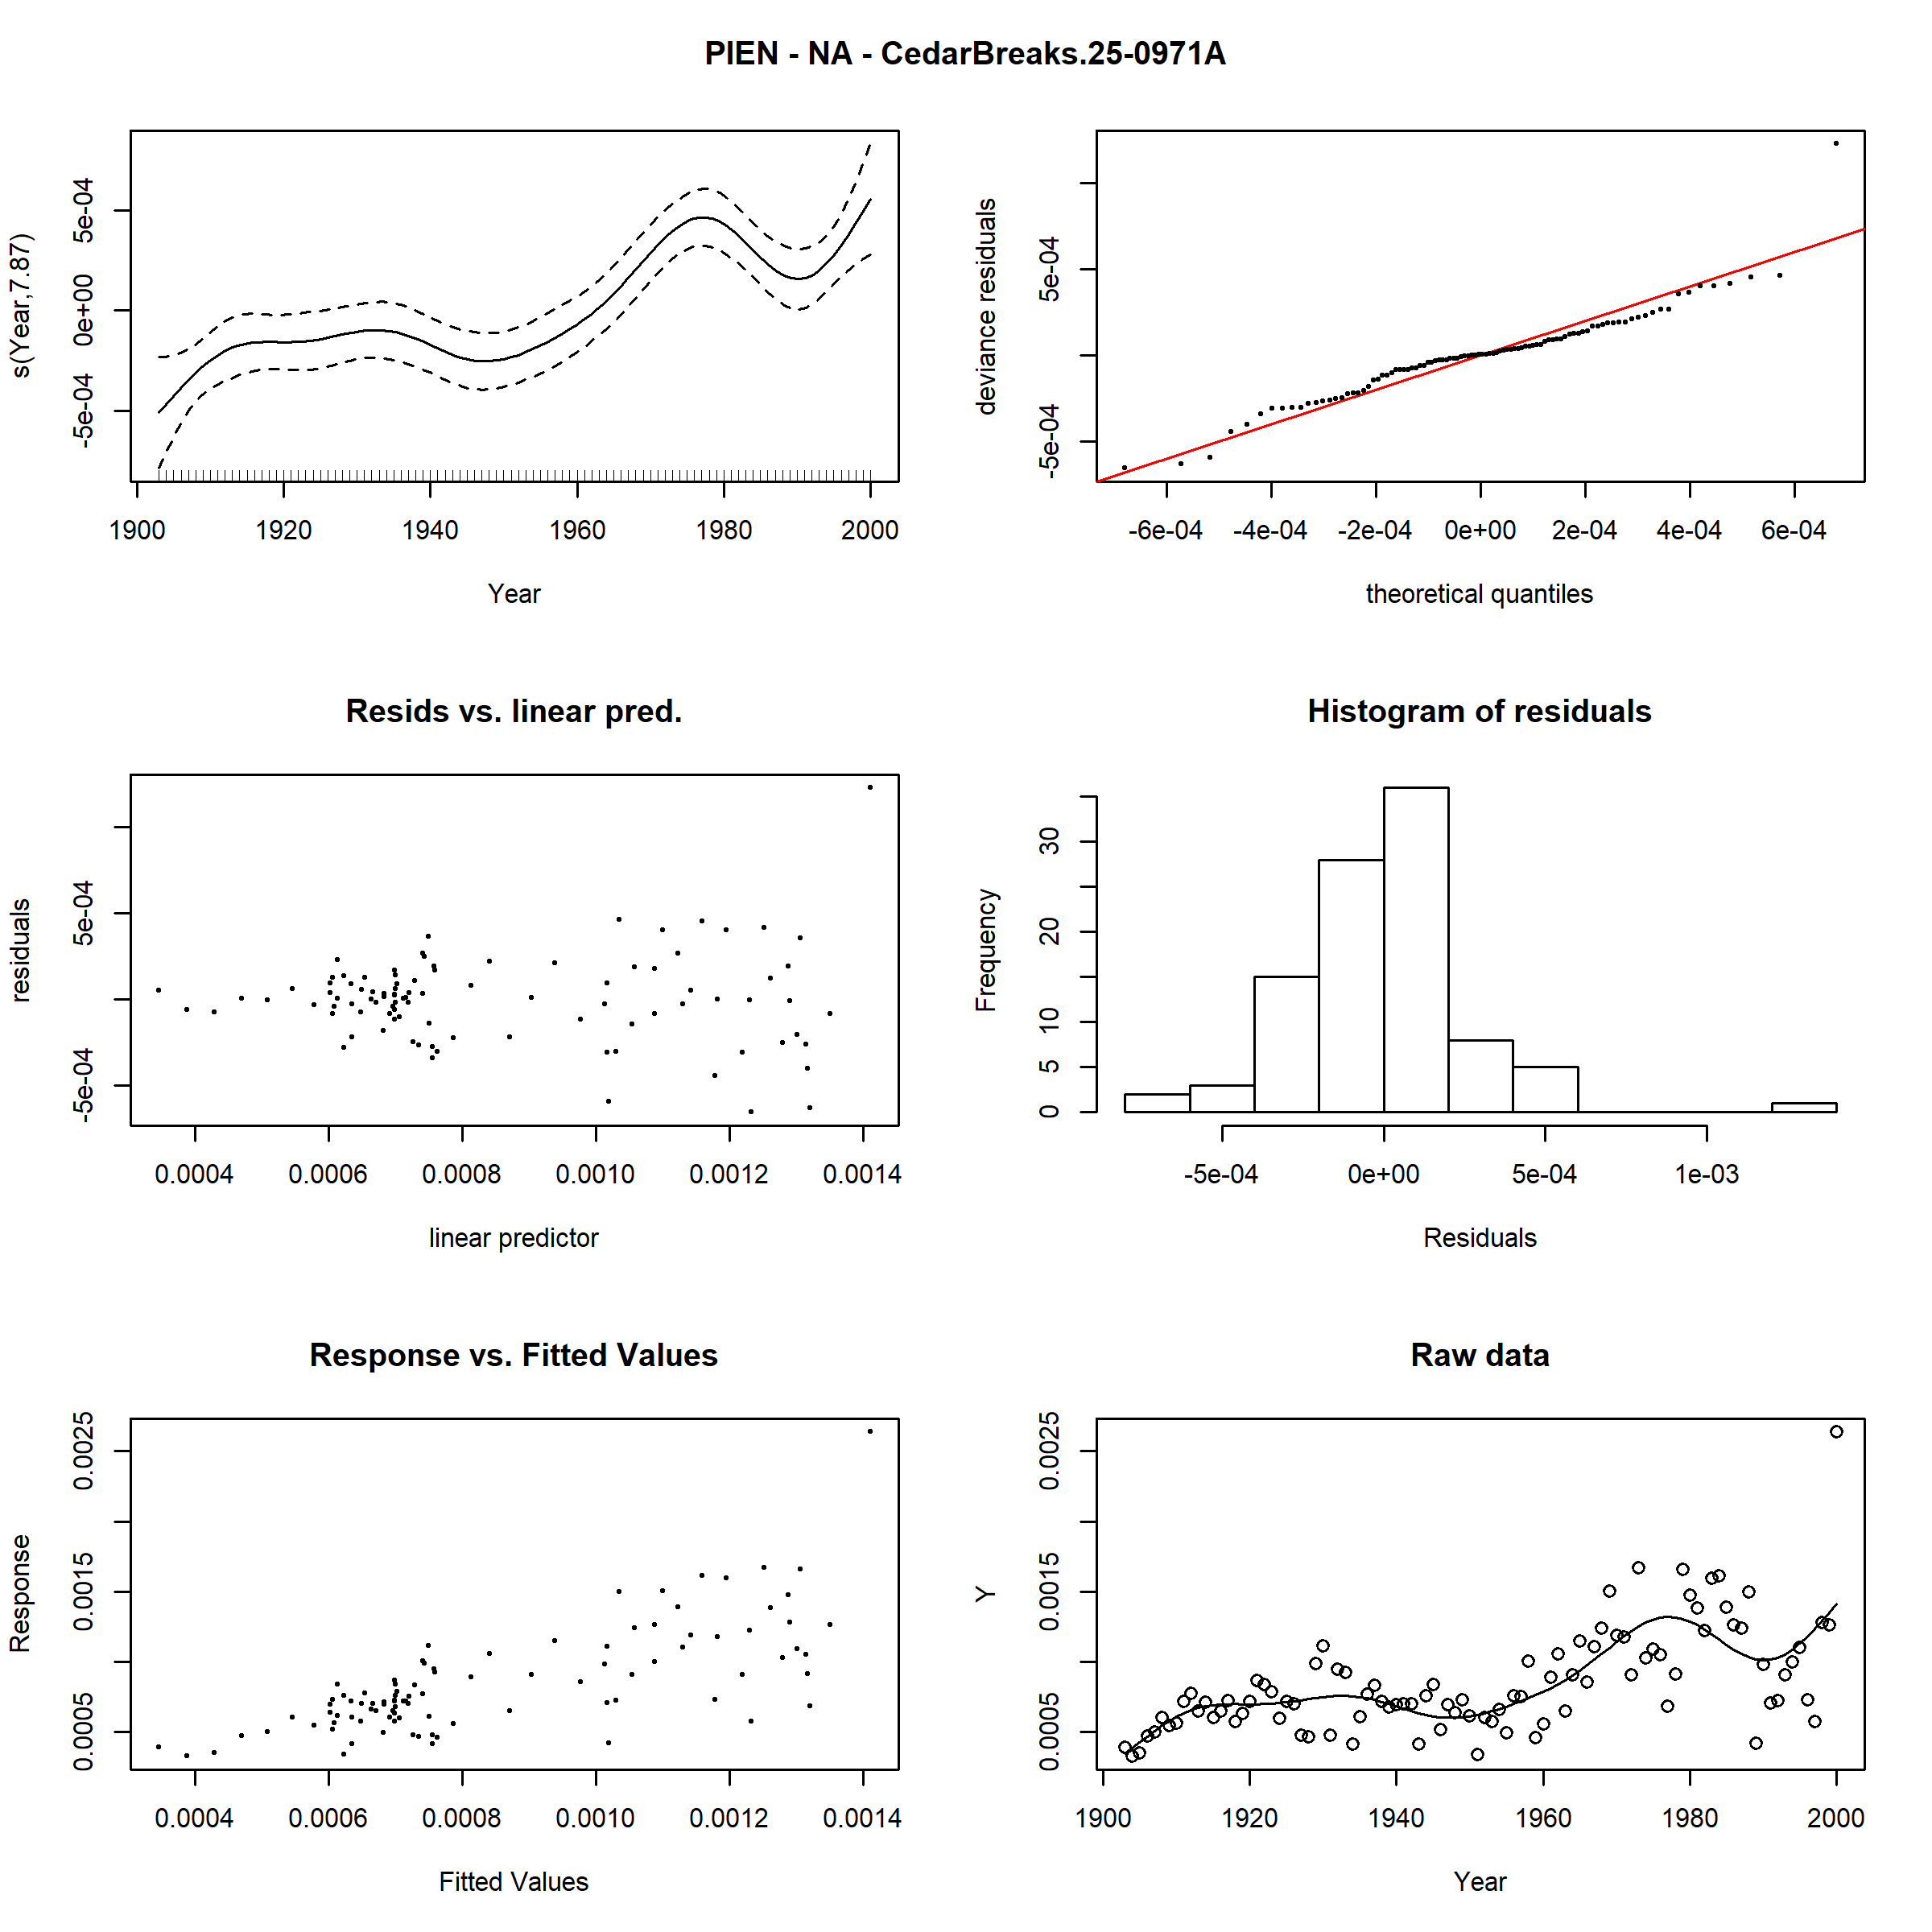 PIEN - NA - CedarBreaks.25-0971A
s(Year,7.87)
-5e-04 0e+00 5e-04
1900 1920 1940 1960 1980 2000
Year
deviance residuals
-5e-04 5e-04
-6e-04 -4e-04 -2e-04 0e+00 2e-04 4e-04 6e-04
theoretical quantiles
Resids vs. linear pred.
residuals
-5e-04 5e-04
0.0004 0.0006 0.0008 0.0010 0.0012 0.0014
linear predictor
Histogram of residuals
Frequency
0 5 10 20 30
-5e-04 0e+00 5e-04 1e-03
Residuals
Response vs. Fitted Values
Response
0.0005 0.0015 0.0025
0.0004 0.0006 0.0008 0.0010 0.0012 0.0014
Fitted Values
Raw data
Y
0.0005 0.0015 0.0025
1900 1920 1940 1960 1980 2000
Year